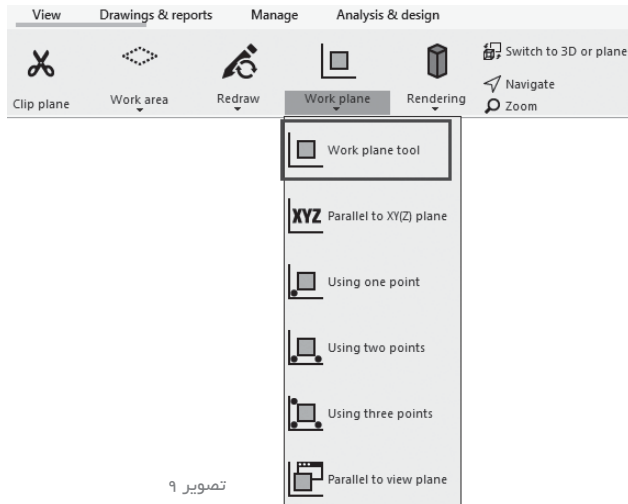 View Drawings & reports Manage Analysis & design
Clip plane Work area Redraw Work plane Rendering
Switch to 3D or plane
Navigate
Zoom
Work plane tool
XYZ Parallel to XY(Z) plane
Using one point
Using two points
Using three points
Parallel to view plane
تصویر ۹